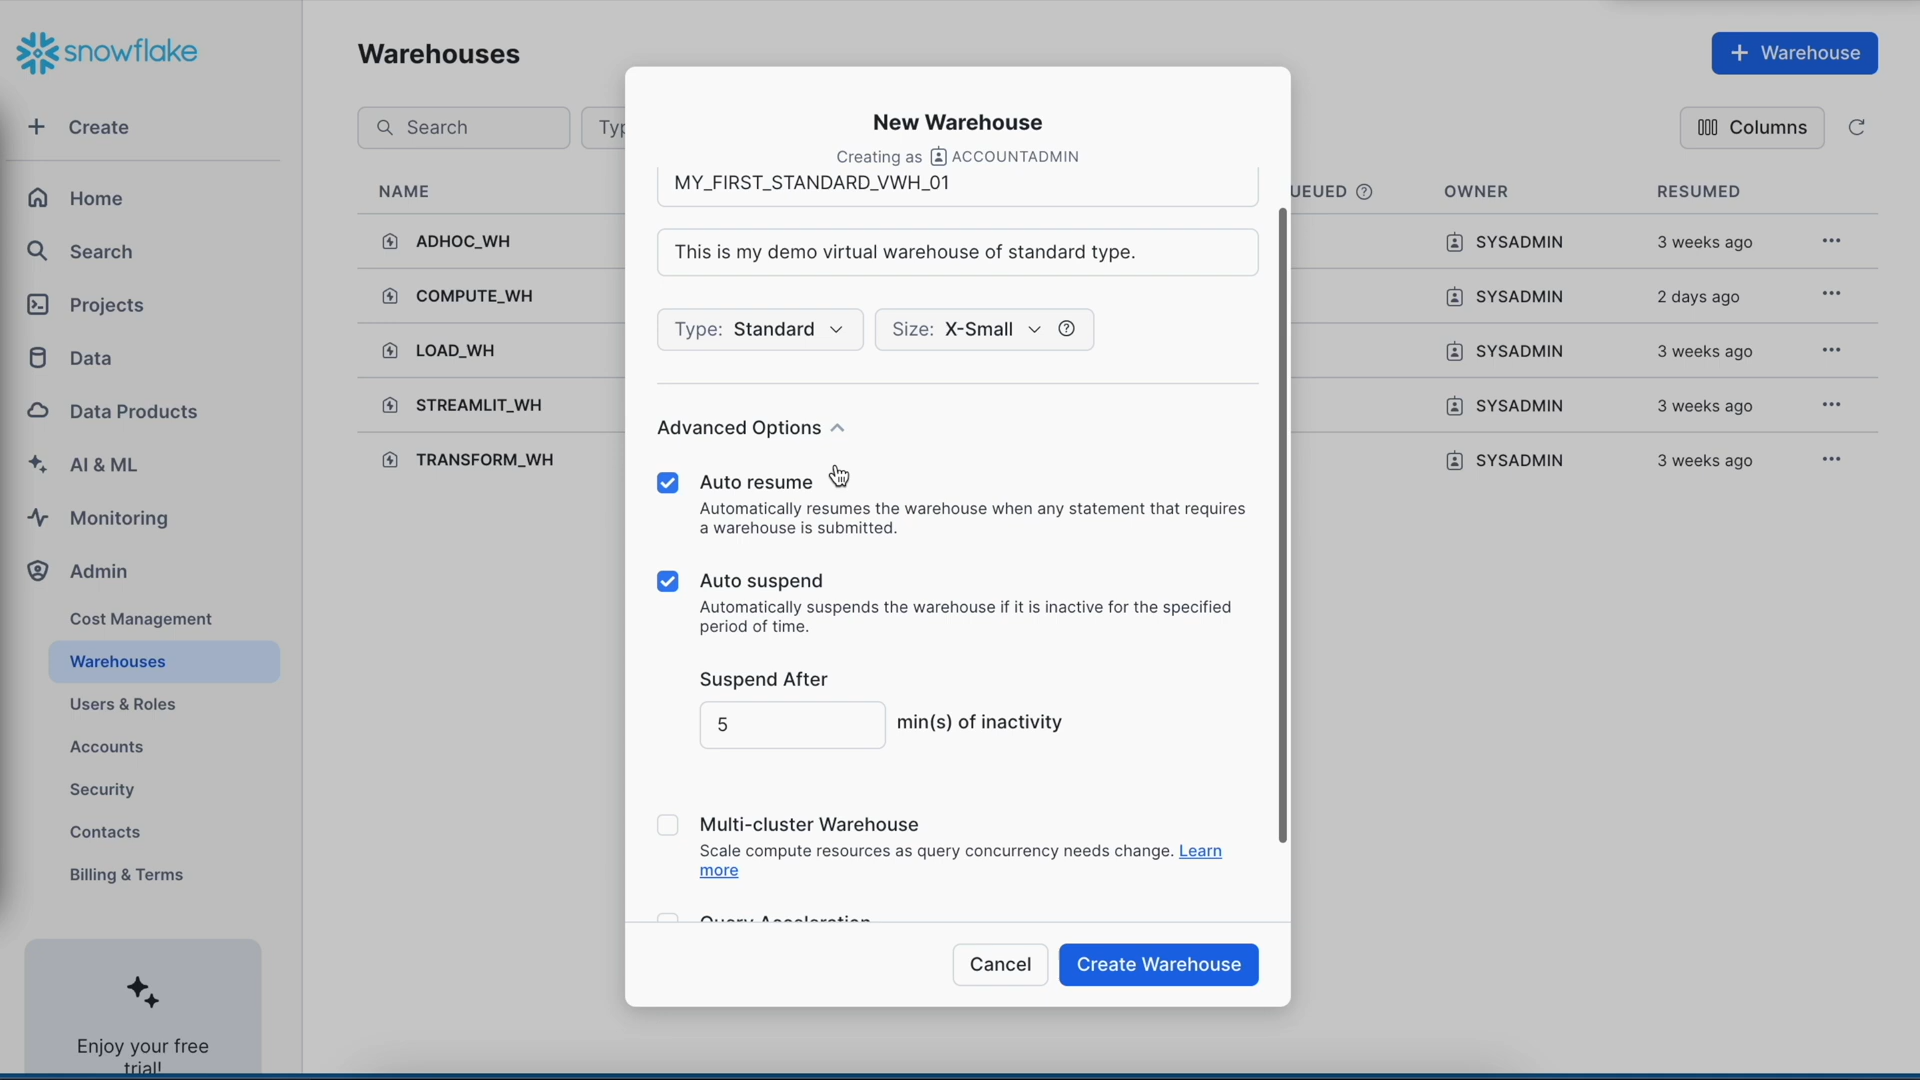 snowflake
Create
Home
Search
Projects
Data
Data Products
AI & ML
Monitoring
Admin
Cost Management
Warehouses
Users & Roles
Accounts
Security
Contacts
Billing & Terms
Enjoy your free
trial!
Warehouses
+ Warehouse
Search
Typ
Columns
NAME
UEUED
OWNER
RESUMED
ADHOC_WH
SYSADMIN
3 weeks ago
COMPUTE_WH
SYSADMIN
2 days ago
LOAD_WH
SYSADMIN
3 weeks ago
STREAMLIT_WH
SYSADMIN
3 weeks ago
TRANSFORM_WH
SYSADMIN
3 weeks ago
New Warehouse
Creating as ACCOUNTADMIN
MY_FIRST_STANDARD_VWH_01
This is my demo virtual warehouse of standard type.
Type: Standard
Size: X-Small
Advanced Options
Auto resume
Automatically resumes the warehouse when any statement that requires
a warehouse is submitted.
Auto suspend
Automatically suspends the warehouse if it is inactive for the specified
period of time.
Suspend After
5 min(s) of inactivity
Multi-cluster Warehouse
Scale compute resources as query concurrency needs change. Learn
more
Query Acceleration
Cancel
Create Warehouse